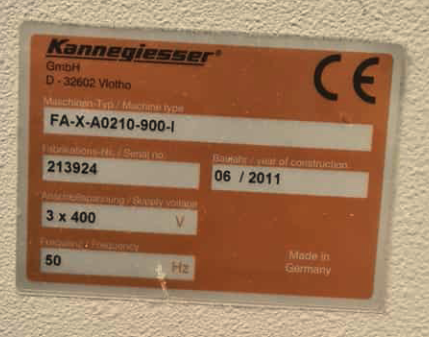 Kannegiesser®
GmbH
D - 32602 Vlotho
CE
Maschinen-Typ / Machine type
FA-X-A0210-900-I
Fabrikations-No. / Serial no.
213924
Baujahr / year of construction
06 / 2011
Anschlußspannung / Supply voltage
3 x 400 V
Frequenz / Frequency
50 Hz
Made in
Germany